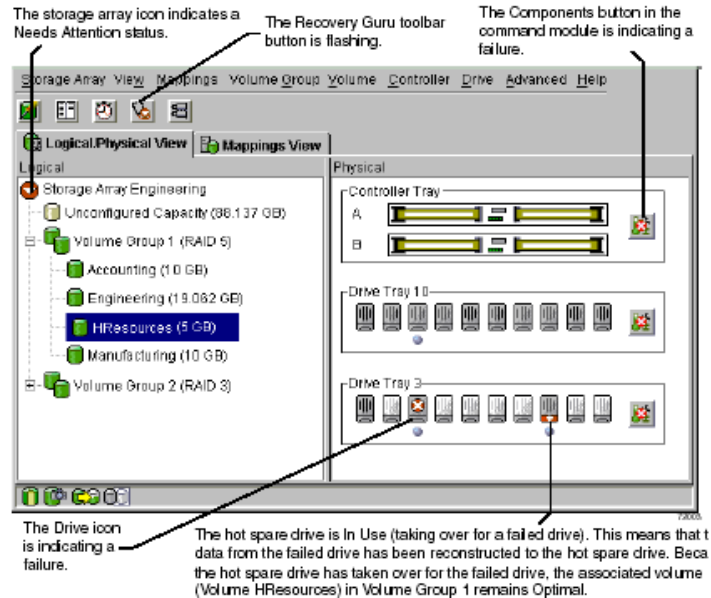 The storage array icon indicates a
Needs Attention status.
The Recovery Guru toolbar
button is flashing.
The Components button in the
command module is indicating a
failure.
Storage Array View Mappings Volume Group Volume Controller Drive Advanced Help
Logical/Physical View Mappings View
Logical
Physical
Storage Array Engineering
Unconfigured Capacity (88.137 GB)
Volume Group 1 (RAID 5)
Accounting (10 GB)
Engineering (19.062 GB)
HResources (5 GB)
Manufacturing (10 GB)
Volume Group 2 (RAID 3)
Controller Tray
A
B
Drive Tray 10
Drive Tray 3
The Drive icon
is indicating a
failure.
The hot spare drive is In Use (taking over for a failed drive). This means that t
data from the failed drive has been reconstructed to the hot spare drive. Beca
the hot spare drive has taken over for the failed drive, the associated volume
(Volume HResources) in Volume Group 1 remains Optimal.